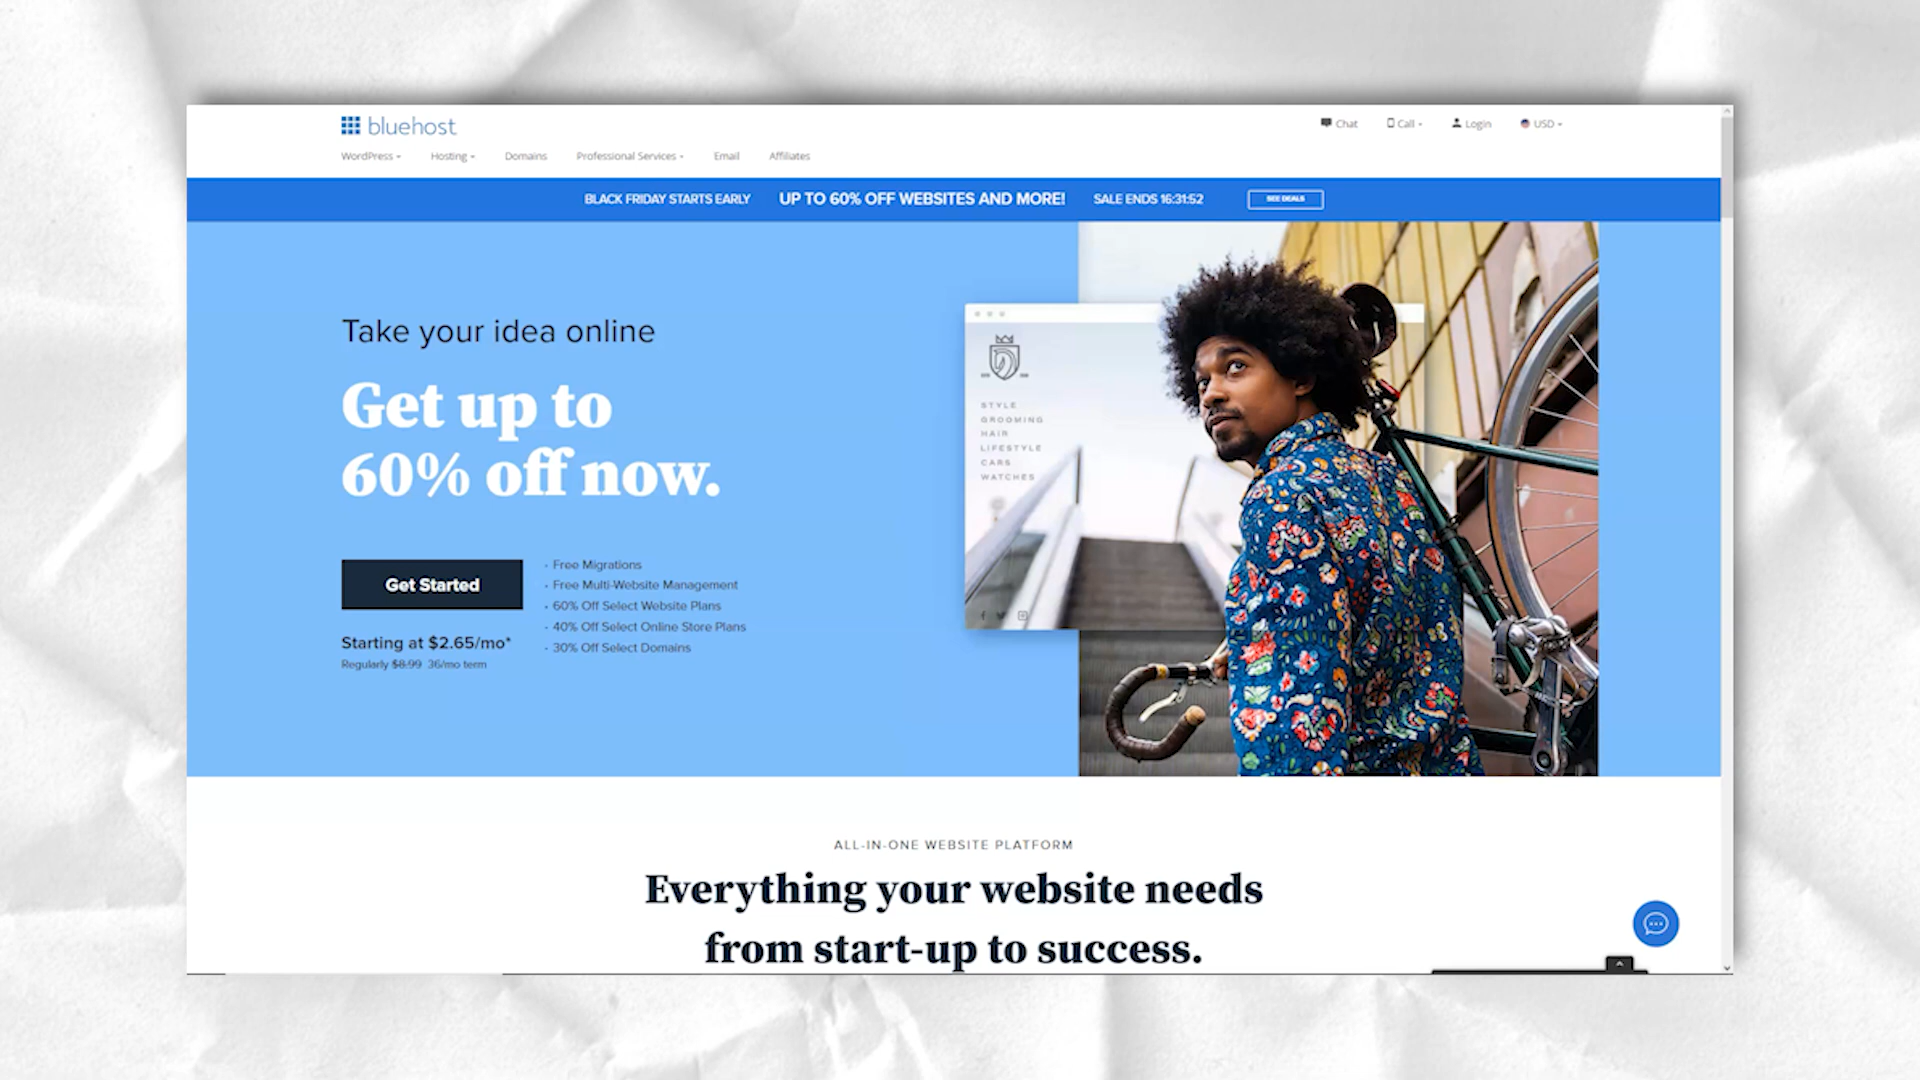 bluehost
Chat
Call
Login
USD
WordPress
Hosting
Domains
Professional Services
Email
Affiliates
BLACK FRIDAY STARTS EARLY
UP TO 60% OFF WEBSITES AND MORE!
SALE ENDS 16:31:52
SEE DEALS
Take your idea online
Get up to
60% off now.
Get Started
Starting at $2.65/mo*
Regularly $8.99 36/mo term
- Free Migrations
- Free Multi-Website Management
- 60% Off Select Website Plans
- 40% Off Select Online Store Plans
- 30% Off Select Domains
STYLE
GROOMING
HAIR
LIFESTYLE
CARS
WATCHES
ALL-IN-ONE WEBSITE PLATFORM
Everything your website needs
from start-up to success.